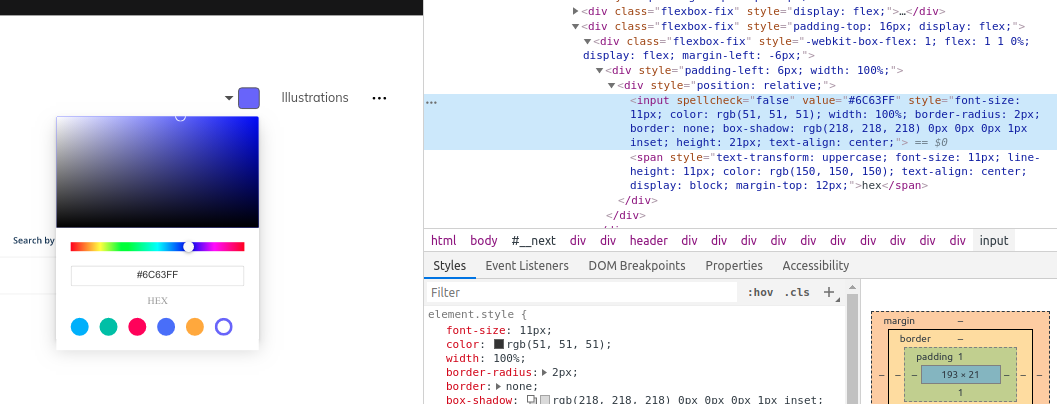 Illustrations
Search by
#6C63FF
HEX
<div class="flexbox-fix" style="display: flex;">…</div>
<div class="flexbox-fix" style="padding-top: 16px; display: flex;">
<div class="flexbox-fix" style="-webkit-box-flex: 1; flex: 1 1 0%;
display: flex; margin-left: -6px;">
<div style="padding-left: 6px; width: 100%;">
<div style="position: relative;">
<input spellcheck="false" value="#6C63FF" style="font-size:
11px; color: rgb(51, 51, 51); width: 100%; border-radius: 2px;
border: none; box-shadow: rgb(218, 218, 218) 0px 0px 0px 1px
inset; height: 21px; text-align: center;"> == $0
<span style="text-transform: uppercase; font-size: 11px; line-
height: 11px; color: rgb(150, 150, 150); text-align: center;
display: block; margin-top: 12px;">hex</span>
</div>
</div>
html body #__next div div header div div div div div div div div div input
Styles Event Listeners DOM Breakpoints Properties Accessibility
Filter :hov .cls +
element.style {
font-size: 11px;
color: rgb(51, 51, 51);
width: 100%;
border-radius: 2px;
border: none;
box-shadow: rgb(218, 218, 218) 0px 0px 0px 1px inset;
margin –
border –
padding 1
– – – 193 × 21 – – –
1